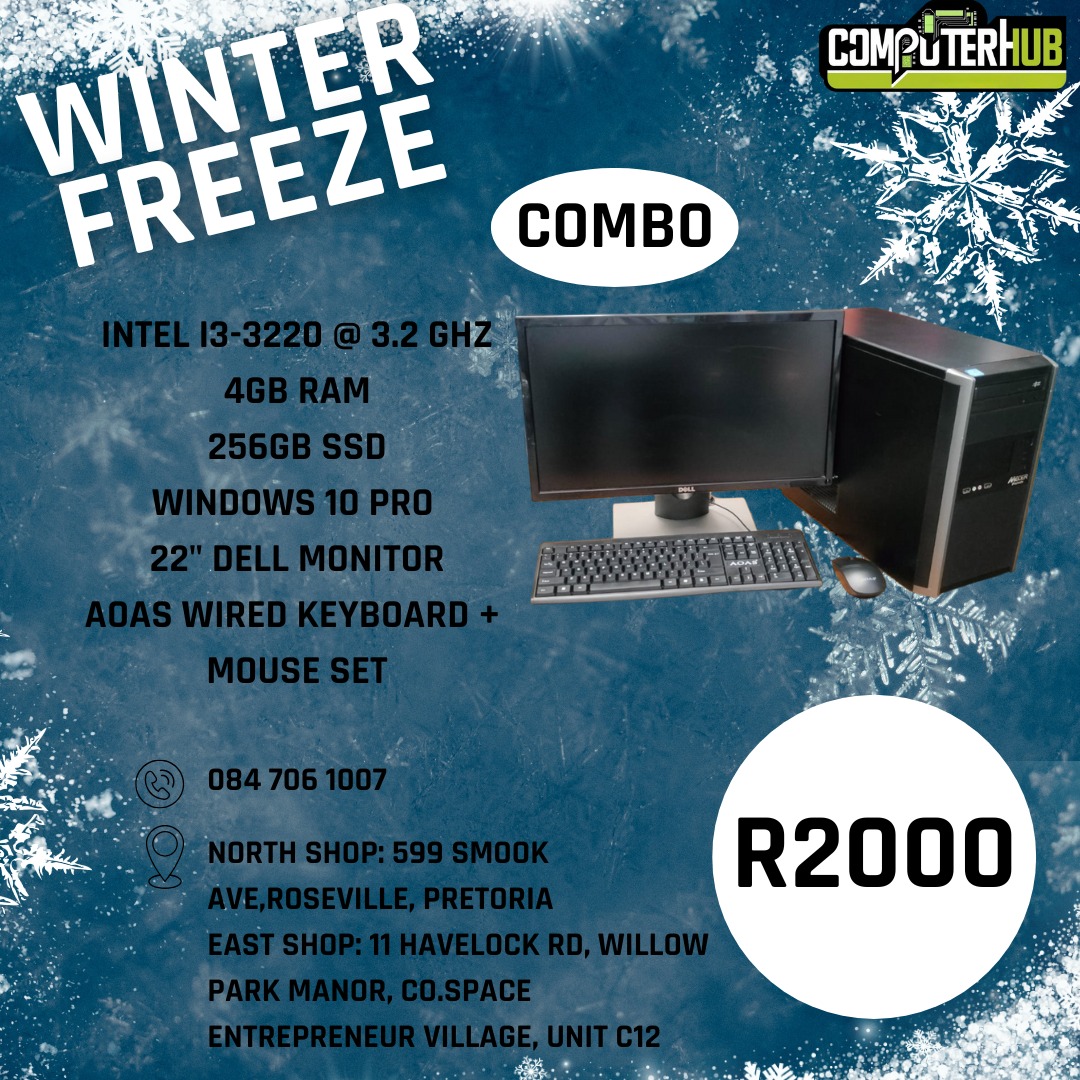 WINTER
FREEZE
COMPUTERHUB
COMBO
INTEL I3-3220 @ 3.2 GHZ
4GB RAM
256GB SSD
WINDOWS 10 PRO
22" DELL MONITOR
AOAS WIRED KEYBOARD +
MOUSE SET
DELL
AOAS
084 706 1007
NORTH SHOP: 599 SMOOK
AVE,ROSEVILLE, PRETORIA
EAST SHOP: 11 HAVELOCK RD, WILLOW
PARK MANOR, CO.SPACE
ENTREPRENEUR VILLAGE, UNIT C12
R2000